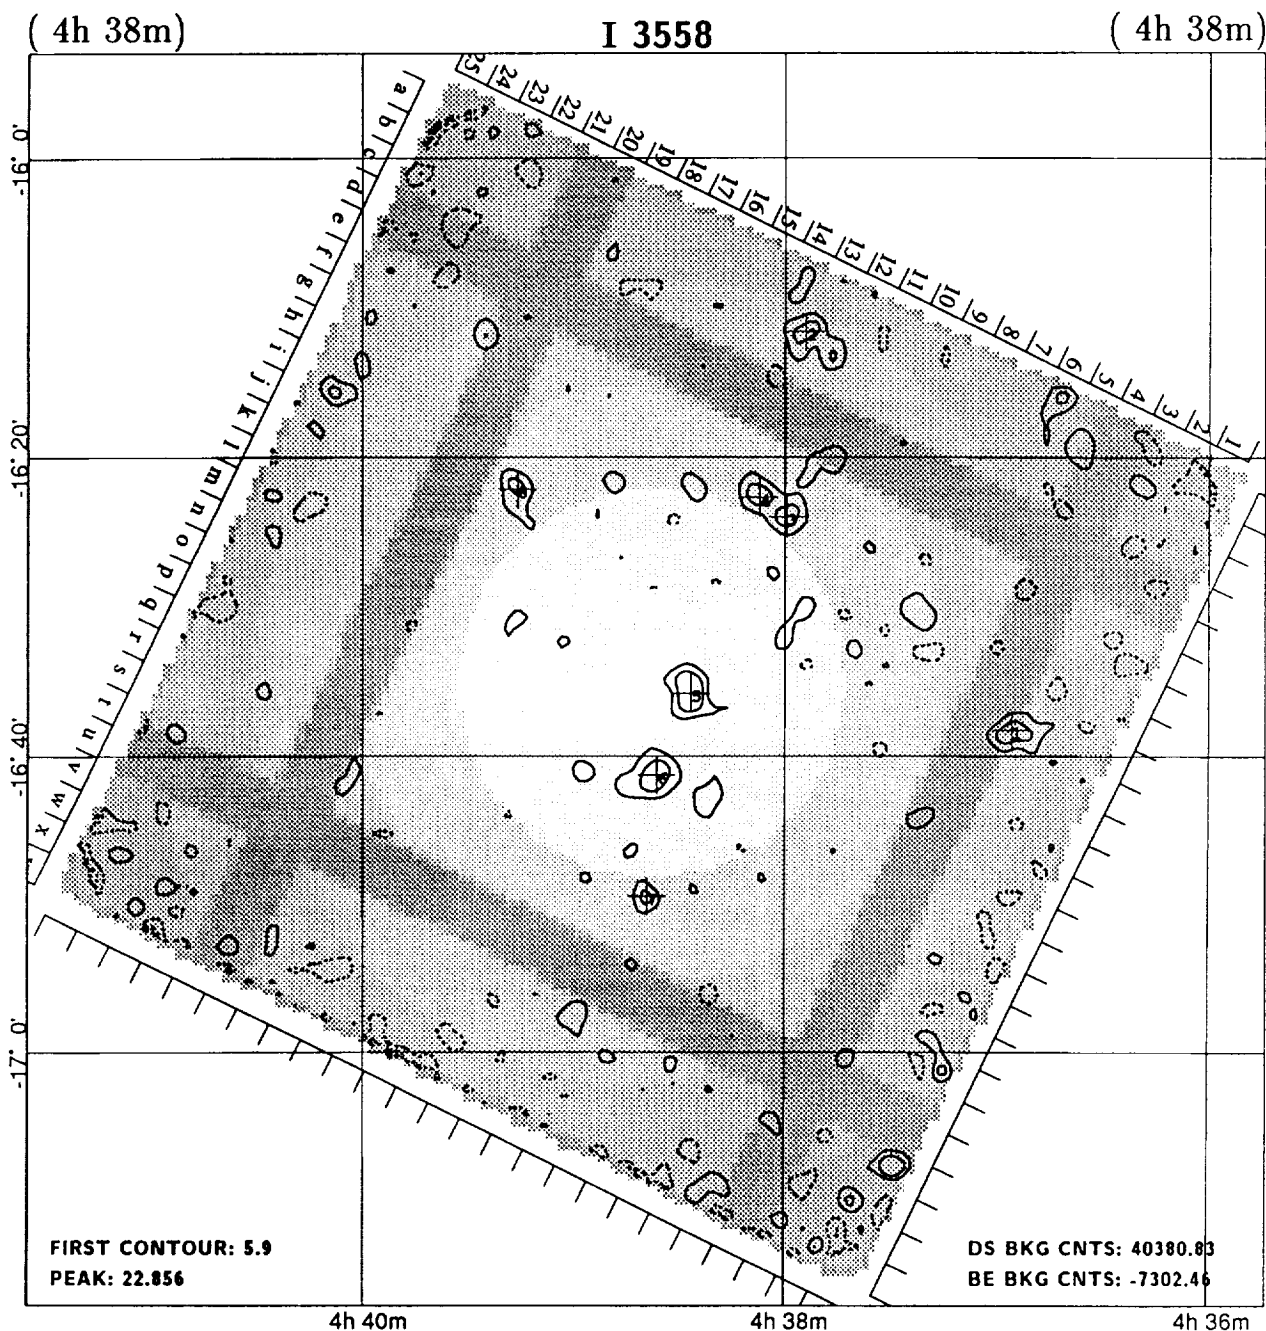 ( 4h 38m)
I 3558
( 4h 38m)
25 24 23 22 21 20 19 18 17 16 15 14 13 12 11 10 9 8 7 6 5 4 3 2 1
a b c d e f g h i j k l m n o p q r s t u v w x
-16° 0'
-16° 20'
-16° 40'
-17° 0'
FIRST CONTOUR: 5.9
PEAK: 22.856
DS BKG CNTS: 40380.83
BE BKG CNTS: -7302.46
4h 40m
4h 38m
4h 36m